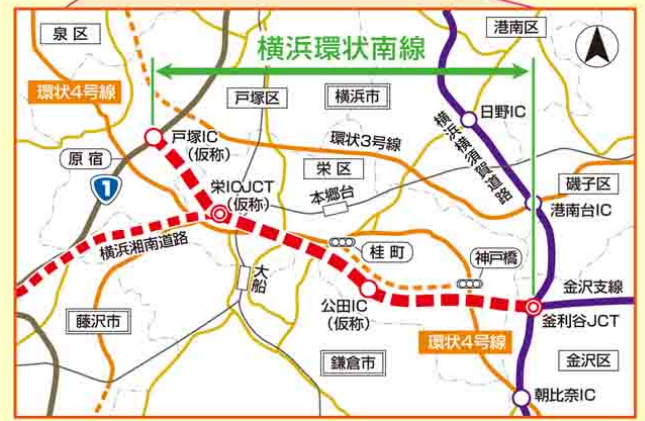 泉区
港南区
横浜環状南線
環状4号線
戸塚区
横浜市
日野IC
戸塚IC
(仮称)
環状3号線
横浜横須賀道路
原宿
1
栄区
磯子区
栄IC・JCT
(仮称)
本郷台
港南台IC
横浜湘南道路
桂町
神戸橋
大船
金沢支線
公田IC
(仮称)
釜利谷JCT
藤沢市
環状4号線
鎌倉市
金沢区
朝比奈IC